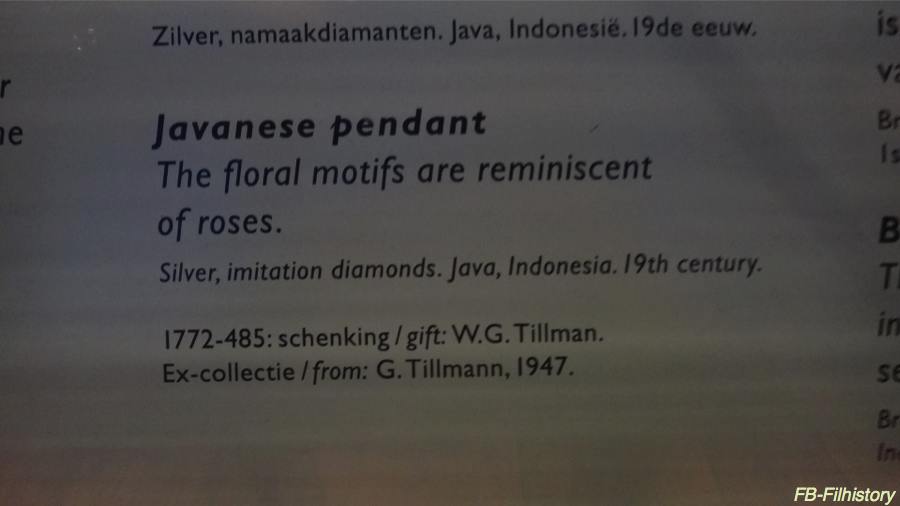 Zilver, namaakdiamanten. Java, Indonesië. 19de eeuw.
Javanese pendant
The floral motifs are reminiscent
of roses.
Silver, imitation diamonds. Java, Indonesia. 19th century.
1772-485: schenking / gift: W.G. Tillman.
Ex-collectie / from: G. Tillmann, 1947.
FB-Filhistory